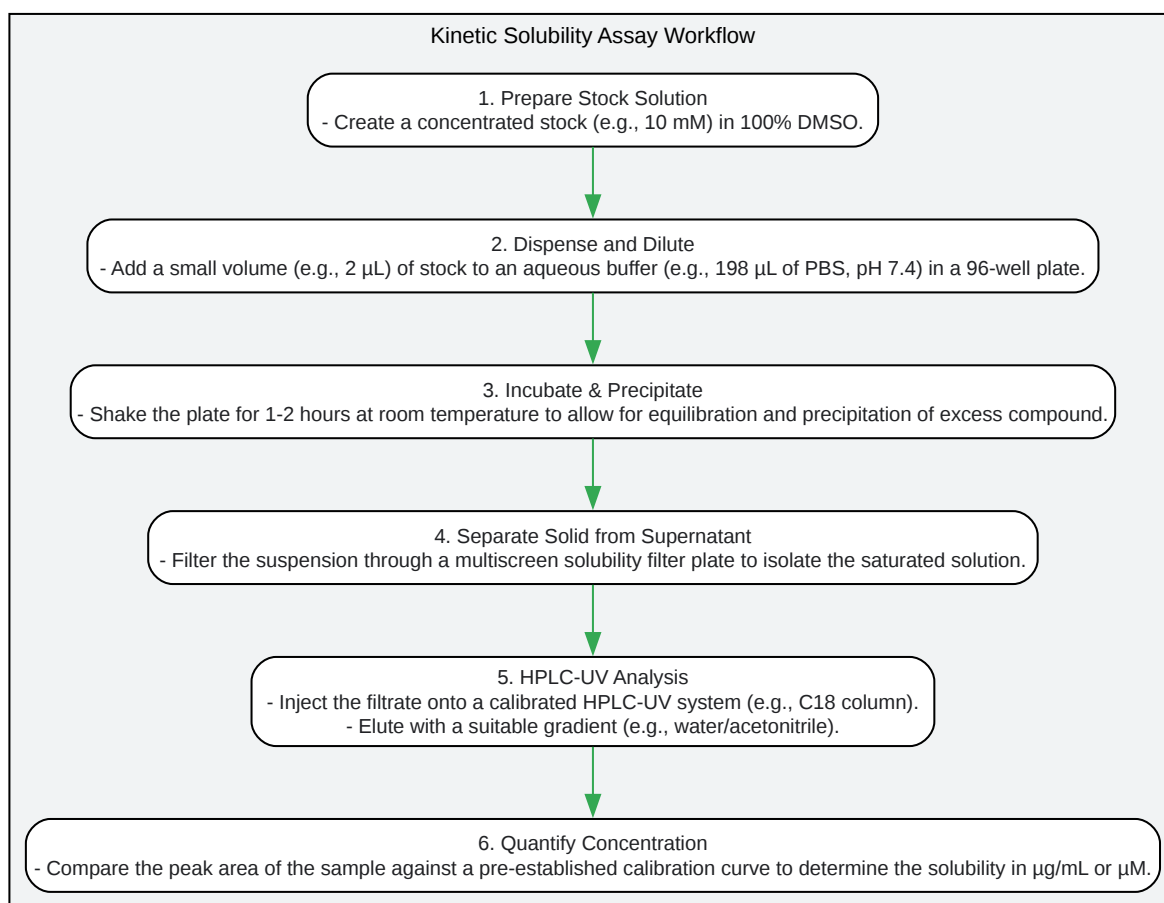 Kinetic Solubility Assay Workflow
1. Prepare Stock Solution
- Create a concentrated stock (e.g., 10 mM) in 100% DMSO.
2. Dispense and Dilute
- Add a small volume (e.g., 2 µL) of stock to an aqueous buffer (e.g., 198 µL of PBS, pH 7.4) in a 96-well plate.
3. Incubate & Precipitate
- Shake the plate for 1-2 hours at room temperature to allow for equilibration and precipitation of excess compound.
4. Separate Solid from Supernatant
- Filter the suspension through a multiscreen solubility filter plate to isolate the saturated solution.
5. HPLC-UV Analysis
- Inject the filtrate onto a calibrated HPLC-UV system (e.g., C18 column).
- Elute with a suitable gradient (e.g., water/acetonitrile).
6. Quantify Concentration
- Compare the peak area of the sample against a pre-established calibration curve to determine the solubility in µg/mL or µM.